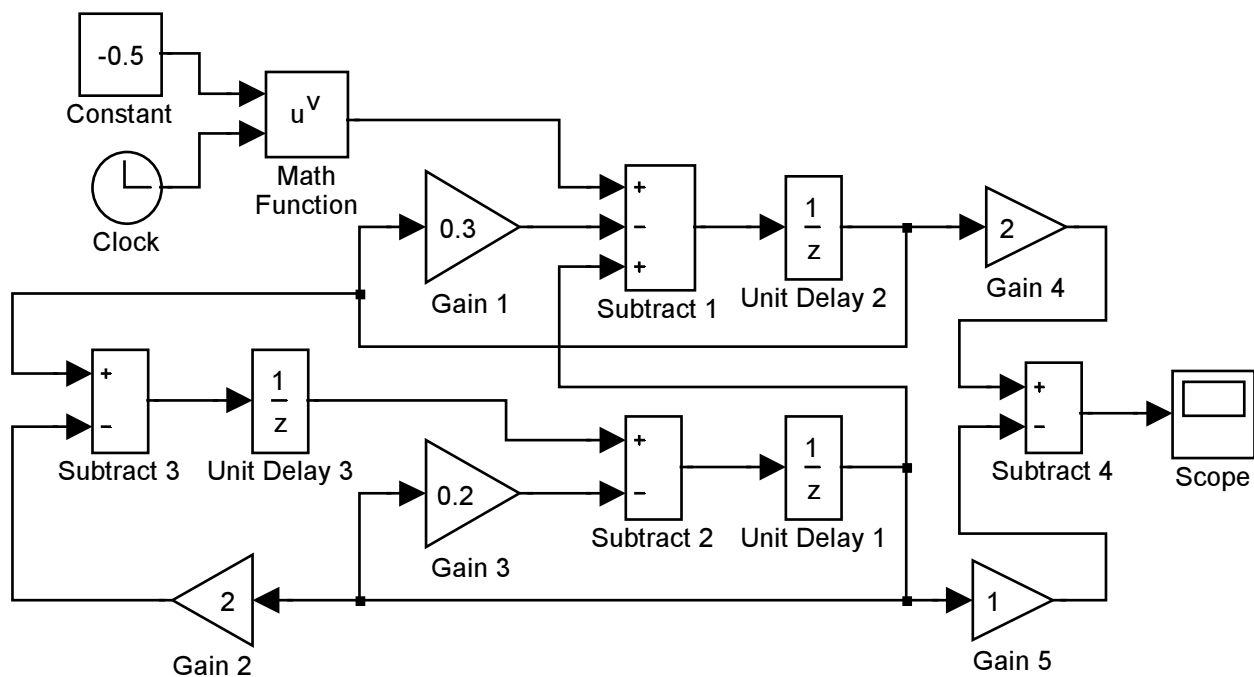 -0.5
Constant
u^v
Math
Function
Clock
0.3
Gain 1
+
−
+
Subtract 1
1
z
Unit Delay 2
2
Gain 4
+
−
Subtract 3
1
z
Unit Delay 3
0.2
Gain 3
+
−
Subtract 2
1
z
Unit Delay 1
+
−
Subtract 4
Scope
2
Gain 2
1
Gain 5